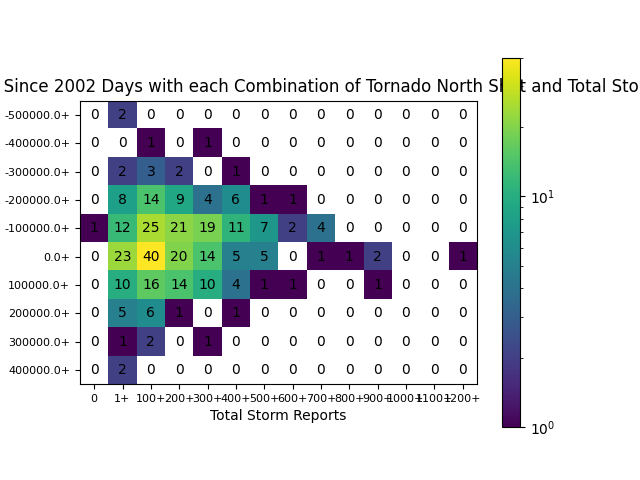 Since 2002 Days with each Combination of Tornado North Shift and Total Sto
-500000.0+ 0 2 0 0 0 0 0 0 0 0 0 0 0 0
-400000.0+ 0 0 1 0 1 0 0 0 0 0 0 0 0 0
-300000.0+ 0 2 3 2 0 1 0 0 0 0 0 0 0 0
-200000.0+ 0 8 14 9 4 6 1 1 0 0 0 0 0 0
-100000.0+ 1 12 25 21 19 11 7 2 4 0 0 0 0 0
0.0+ 0 23 40 20 14 5 5 0 1 1 2 0 0 1
100000.0+ 0 10 16 14 10 4 1 1 0 0 1 0 0 0
200000.0+ 0 5 6 1 0 1 0 0 0 0 0 0 0 0
300000.0+ 0 1 2 0 1 0 0 0 0 0 0 0 0 0
400000.0+ 0 2 0 0 0 0 0 0 0 0 0 0 0 0
0 1+ 100+ 200+ 300+ 400+ 500+ 600+ 700+ 800+ 900+ 1000+ 1100+ 1200+
Total Storm Reports
10^1
10^0